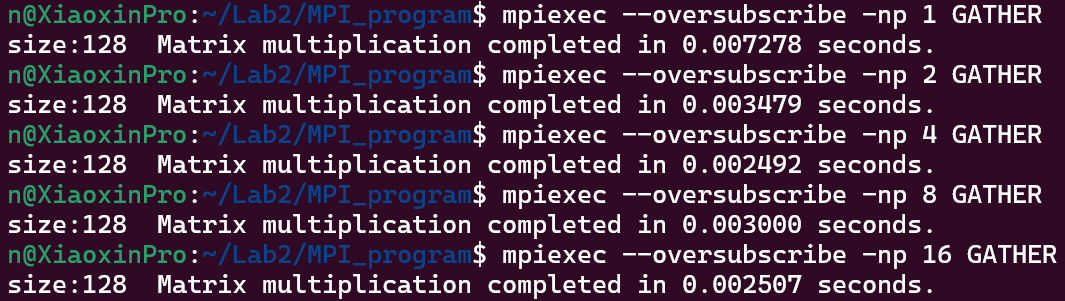 n@XiaoxinPro:~/Lab2/MPI_program$ mpiexec --oversubscribe -np 1 GATHER
size:128  Matrix multiplication completed in 0.007278 seconds.
n@XiaoxinPro:~/Lab2/MPI_program$ mpiexec --oversubscribe -np 2 GATHER
size:128  Matrix multiplication completed in 0.003479 seconds.
n@XiaoxinPro:~/Lab2/MPI_program$ mpiexec --oversubscribe -np 4 GATHER
size:128  Matrix multiplication completed in 0.002492 seconds.
n@XiaoxinPro:~/Lab2/MPI_program$ mpiexec --oversubscribe -np 8 GATHER
size:128  Matrix multiplication completed in 0.003000 seconds.
n@XiaoxinPro:~/Lab2/MPI_program$ mpiexec --oversubscribe -np 16 GATHER
size:128  Matrix multiplication completed in 0.002507 seconds.